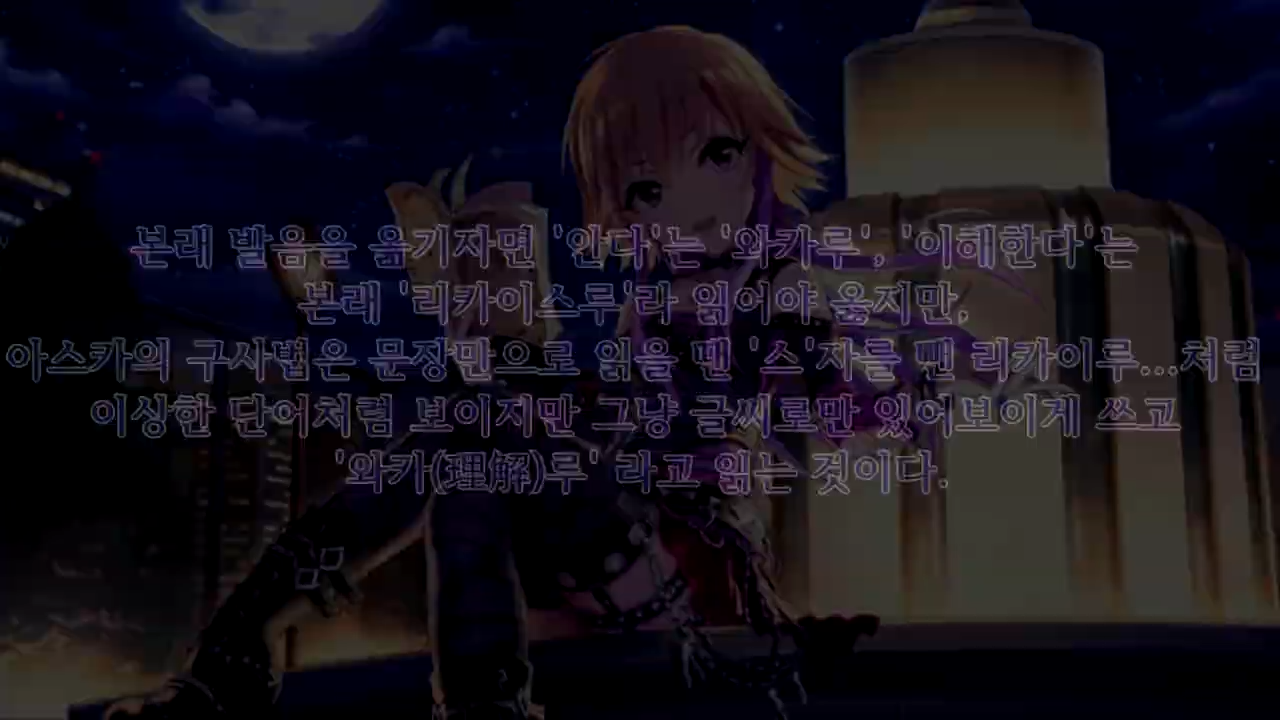 본래 발음을 옮기자면 '안다'는 '와카루', '이해한다'는
본래 '리카이스루'라 읽어야 옳지만,
아스카의 구사법은 문장만으로 읽을 땐 '스'자를 뺀 리카이루...처럼
이상한 단어처럼 보이지만 그냥 글씨로만 있어보이게 쓰고
'와카(理解)루' 라고 읽는 것이다.